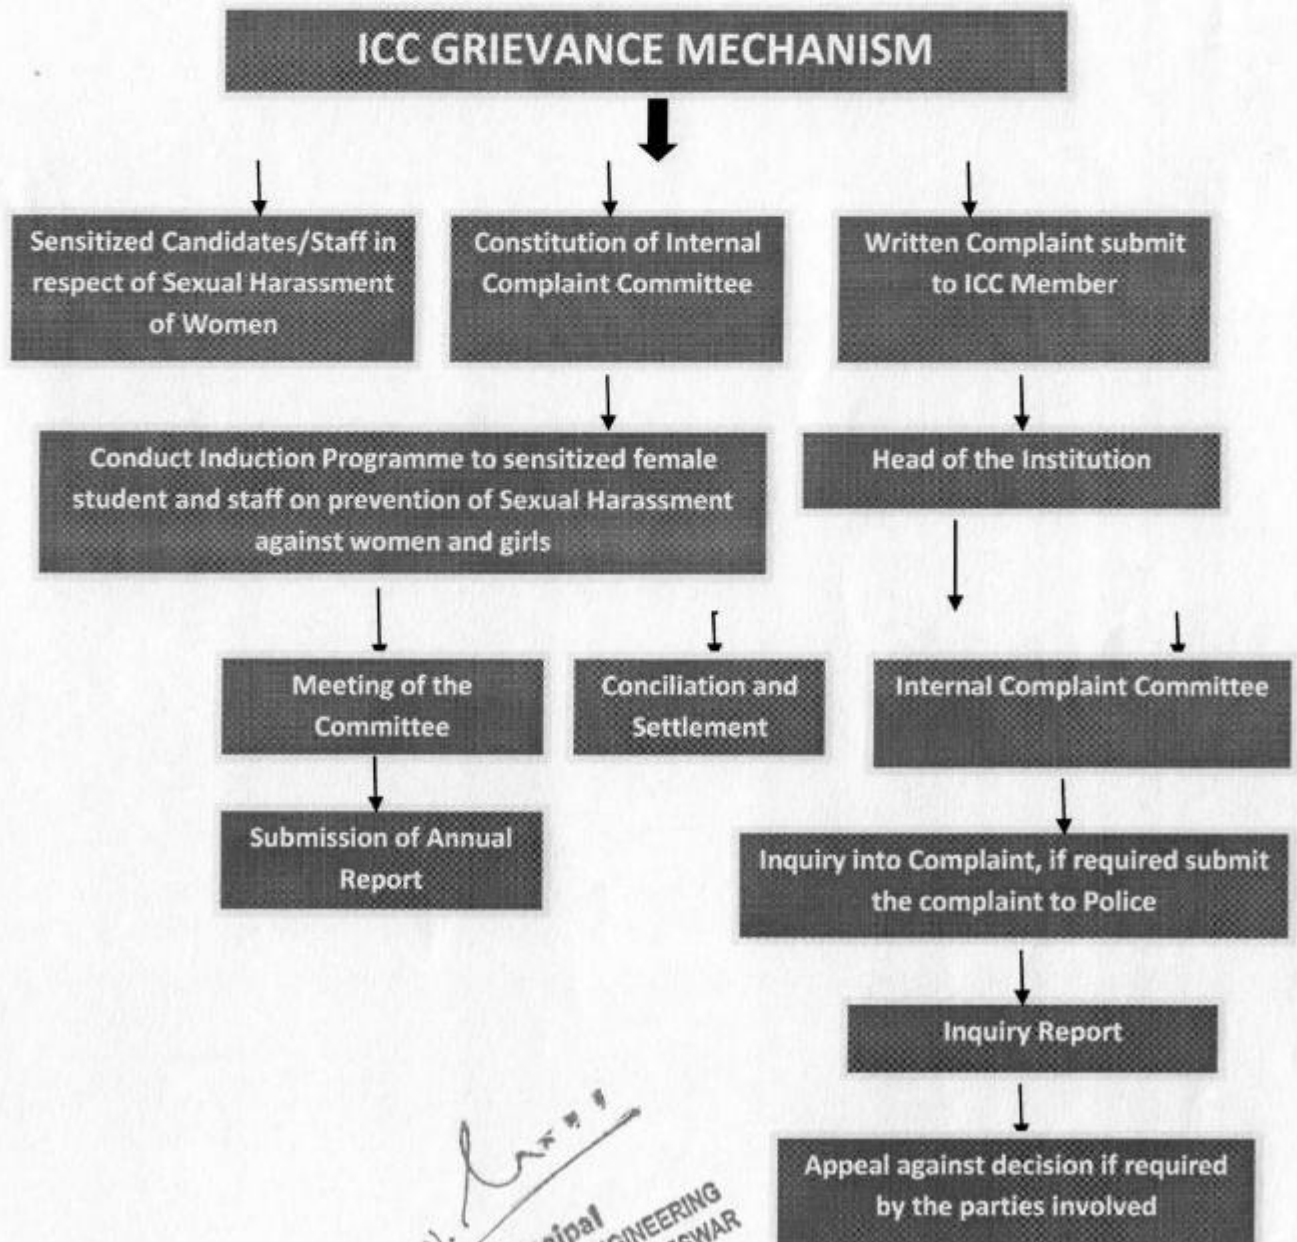 ICC GRIEVANCE MECHANISM
Sensitized Candidates/Staff in
respect of Sexual Harassment
of Women
Constitution of Internal
Complaint Committee
Written Complaint submit
to ICC Member
Conduct Induction Programme to sensitized female
student and staff on prevention of Sexual Harassment
against women and girls
Head of the Institution
Meeting of the
Committee
Conciliation and
Settlement
Internal Complaint Committee
Submission of Annual
Report
Inquiry into Complaint, if required submit
the complaint to Police
Inquiry Report
Appeal against decision if required
by the parties involved